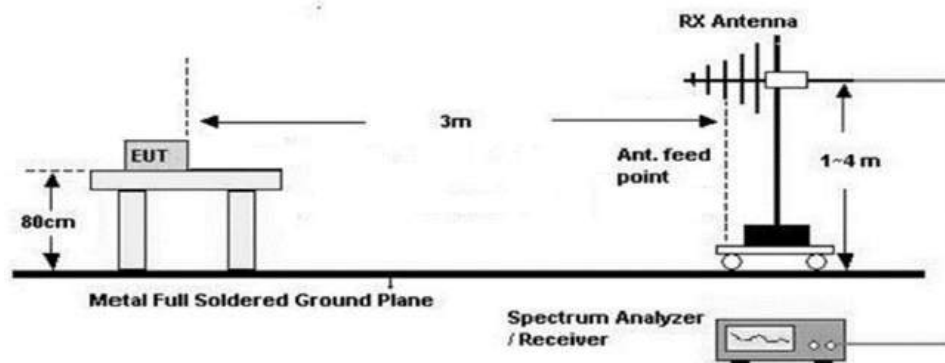 RX Antenna
3m
EUT
Ant. feed
point
1~4 m
80cm
Metal Full Soldered Ground Plane
Spectrum Analyzer
/ Receiver